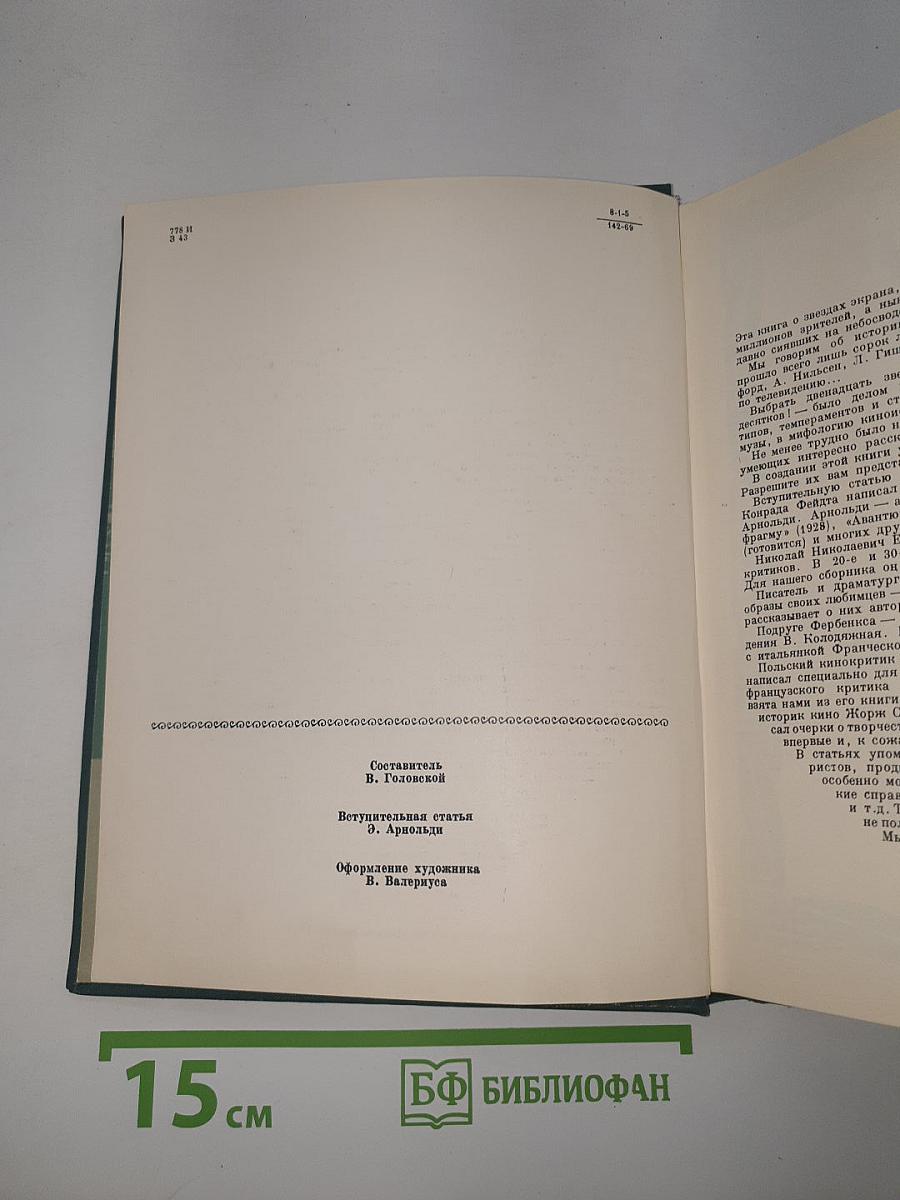 778 И
З 43
8-1-5
142-69
Составитель
В. Головской
Вступительная статья
Э. Арнольди
Оформление художника
В. Валериуса
Эта книга о звездах экрана,
миллионов зрителей, а
давно сиявших на небосвод
Мы говорим об истори
прошло всего лишь сорок
форд, А. Нильсен, Л. Гиш
по телевидению...
Выбрать двенадцать зве
десятков! — было делом
типов, темпераментов и ст
музы, в мифологию кинои
Не менее трудно было н
умеющих интересно расск
В создании этой книги у
Разрешите их вам предста
Вступительную статью
Конрада Фейдта написал
Арнольди. Арнольди — а
фрагму» (1928), «Авантю
(готовится) и многих дру
Николай Николаевич Е
критиков. В 20-е и 30-
Для нашего сборника он
Писатель и драматург
образы своих любимцев —
рассказывает о них автор
Подруге Фербенкса —
дения В. Колодяжная.
с итальянкой Франческо
Польский кинокритик
написал специально для
французского критика
взята нами из его книги
историк кино Жорж С
сал очерки о творчест
впервые и, к сожа
В статьях упом
ристов, прод
особенно мо
кие справ
и т.д. Т
не пол
Мы
15 см
БФ БИБЛИОФАН